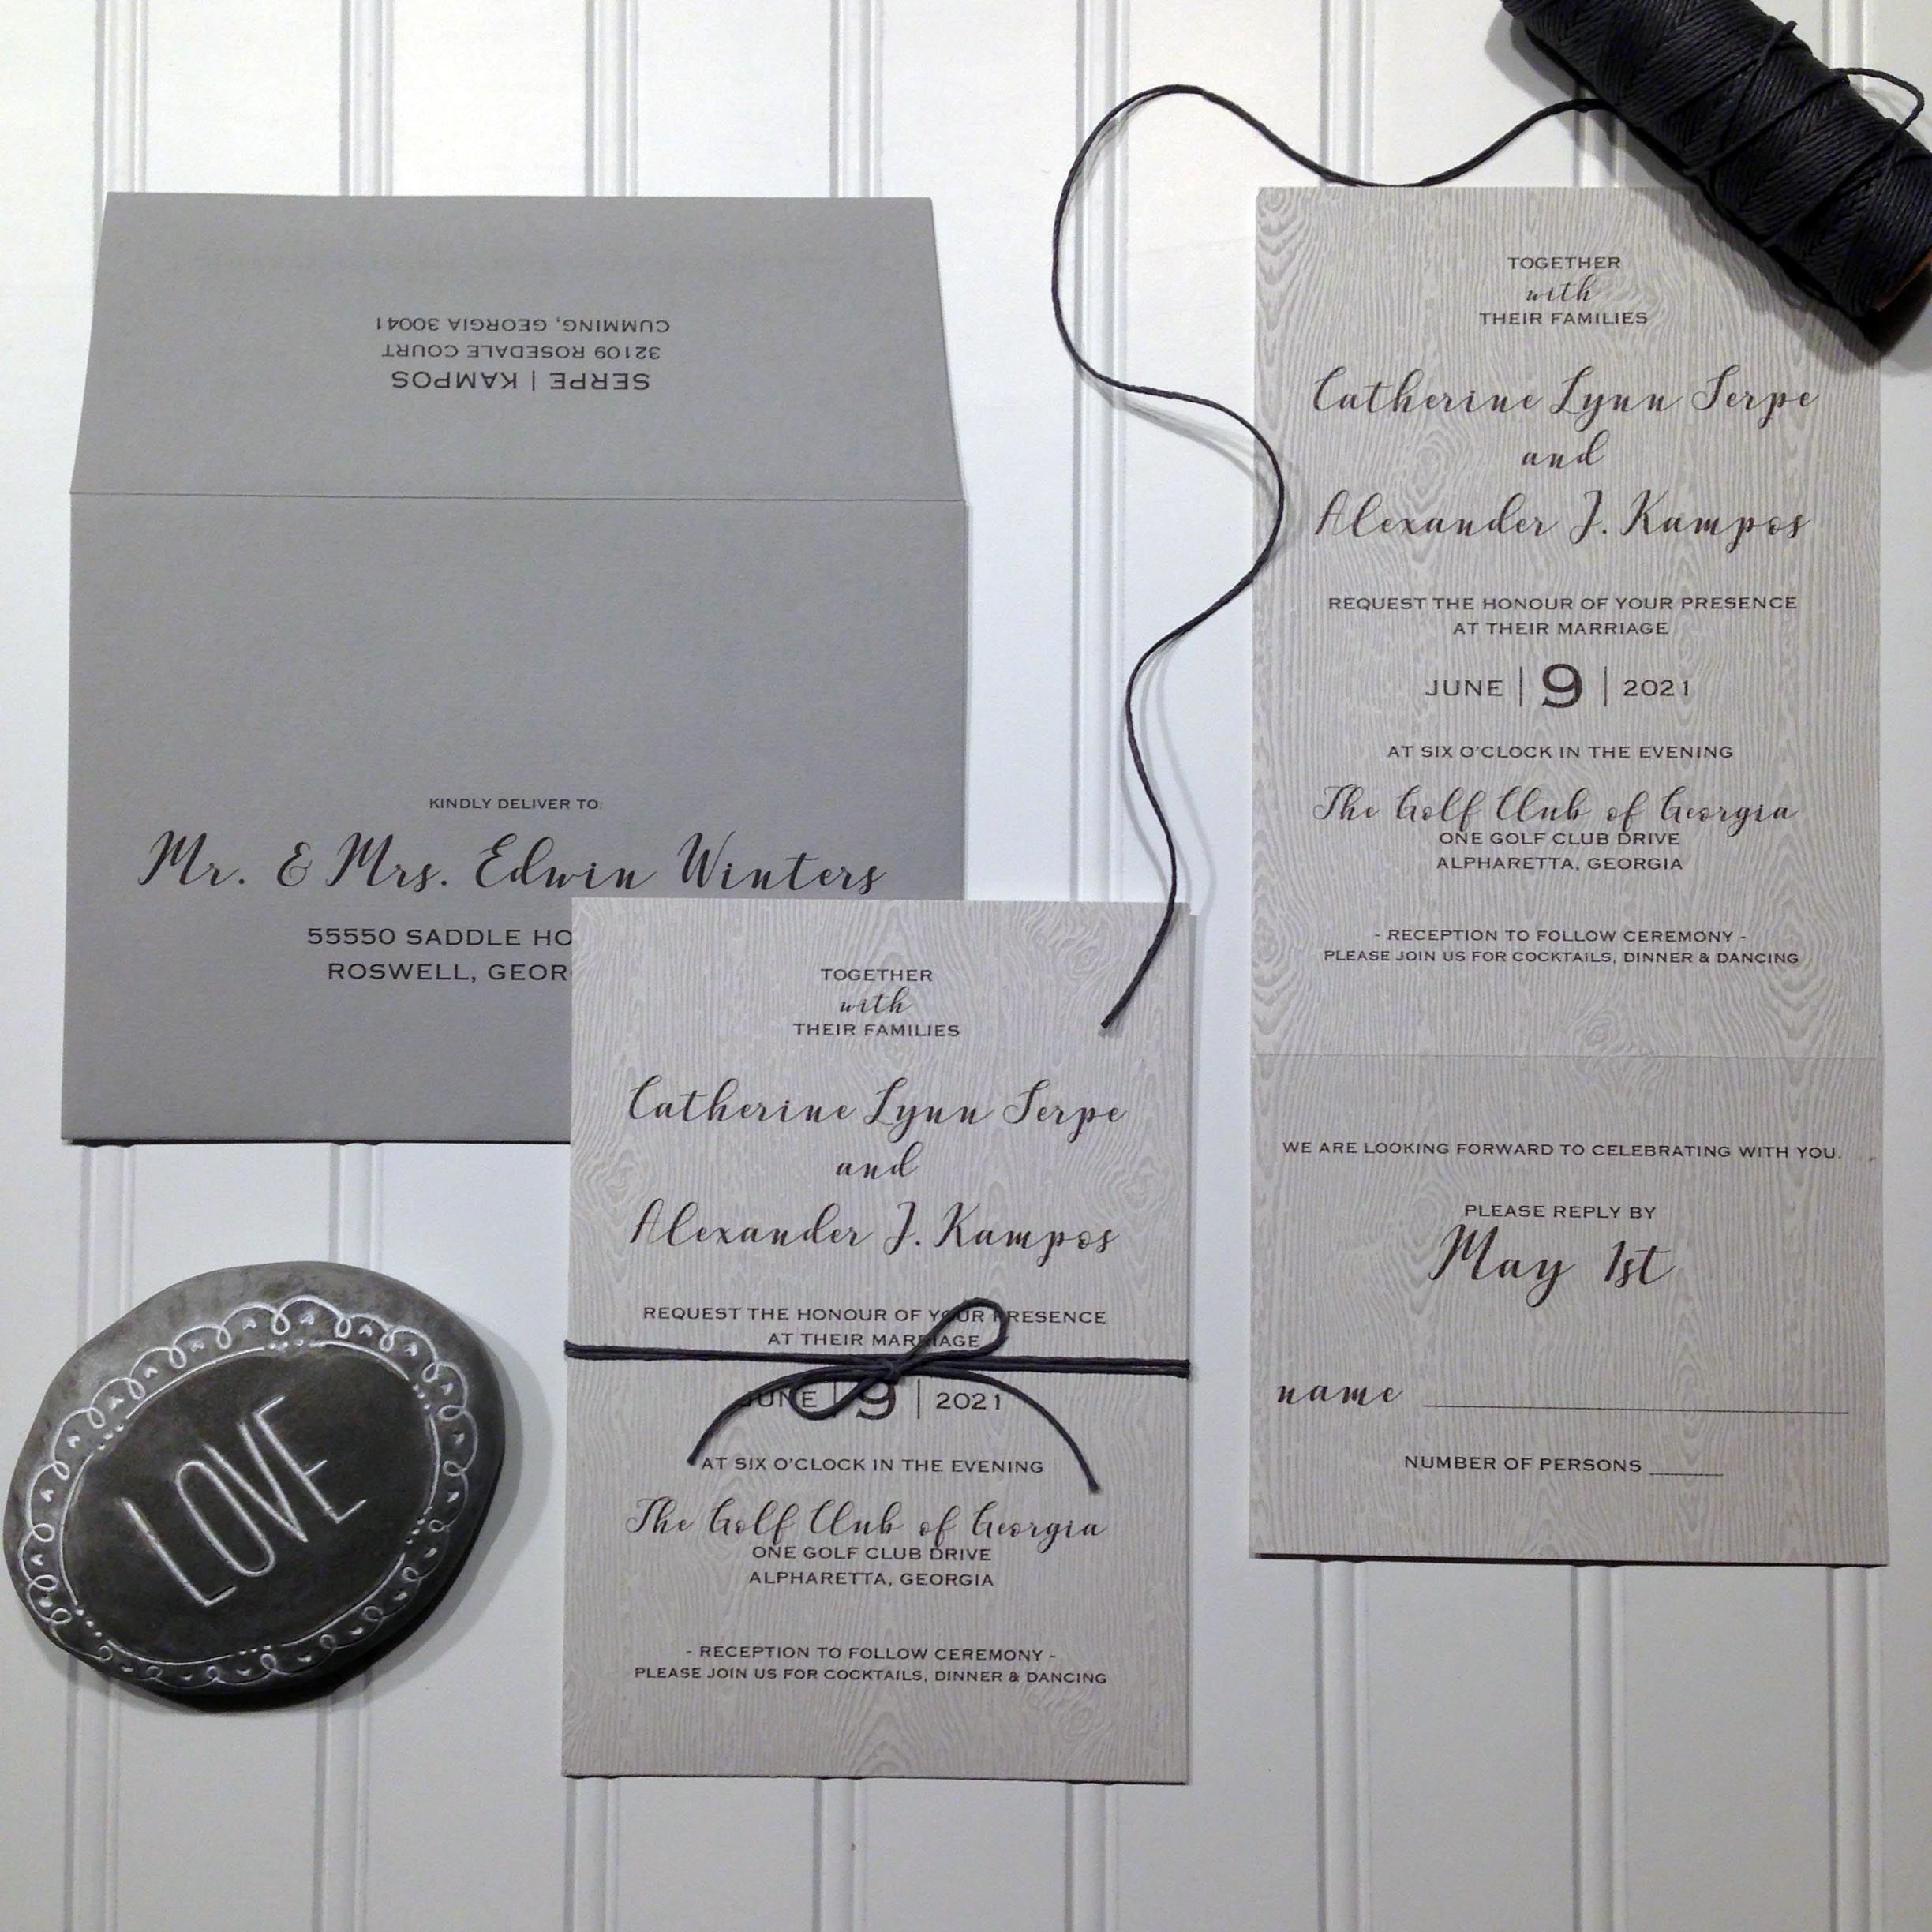 SERPE | KAMPOS
32109 ROSEDALE COURT
CUMMING, GEORGIA 30041
KINDLY DELIVER TO:
Mr. & Mrs. Edwin Winters
55550 SADDLE
ROSWELL,
TOGETHER
with
THEIR FAMILIES
Catherine Lynn Serpe
and
Alexander J. Kampos
REQUEST THE HONOUR OF YOUR PRESENCE
AT THEIR MARRIAGE
JUNE | 9 | 2021
AT SIX O'CLOCK IN THE EVENING
The Golf Club of Georgia
ONE GOLF CLUB DRIVE
ALPHARETTA, GEORGIA
- RECEPTION TO FOLLOW CEREMONY -
PLEASE JOIN US FOR COCKTAILS, DINNER & DANCING
TOGETHER
with
THEIR FAMILIES
Catherine Lynn Serpe
and
Alexander J. Kampos
REQUEST THE HONOUR OF YOUR PRESENCE
AT THEIR MARRIAGE
JUNE | 9 | 2021
AT SIX O'CLOCK IN THE EVENING
The Golf Club of Georgia
ONE GOLF CLUB DRIVE
ALPHARETTA, GEORGIA
- RECEPTION TO FOLLOW CEREMONY -
PLEASE JOIN US FOR COCKTAILS, DINNER & DANCING
WE ARE LOOKING FORWARD TO CELEBRATING WITH YOU.
PLEASE REPLY BY
May 1st
name
NUMBER OF PERSONS
LOVE